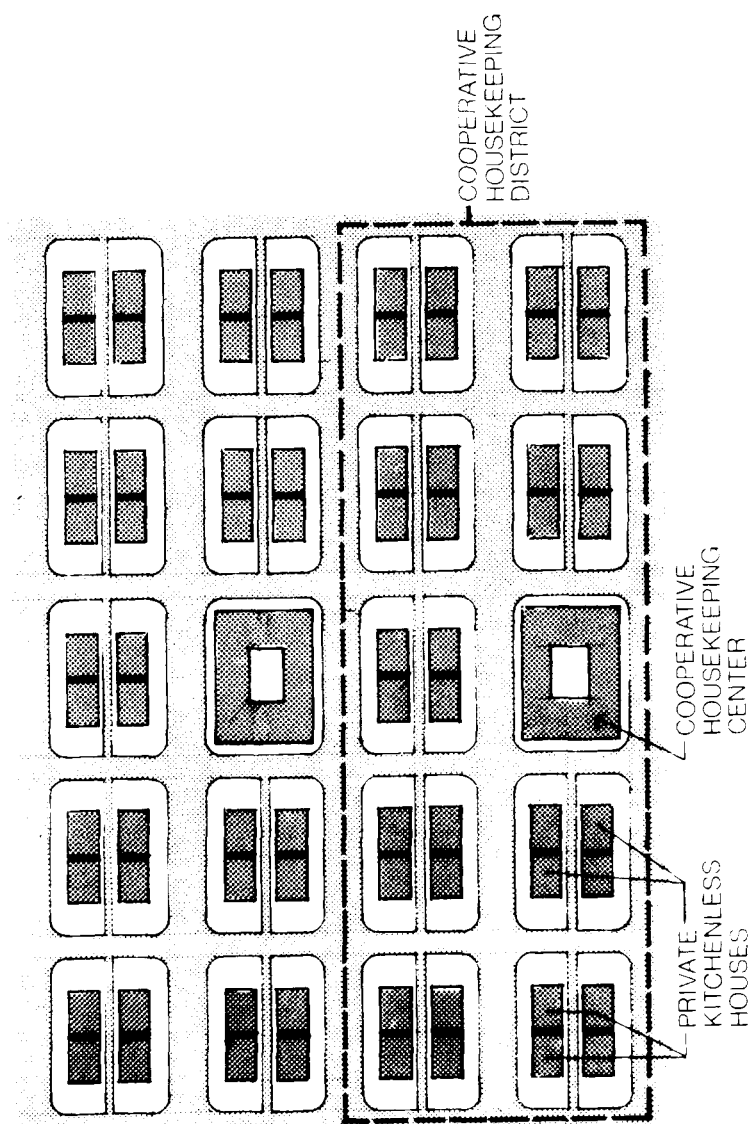 COOPERATIVE
HOUSEKEEPING
DISTRICT
COOPERATIVE
HOUSEKEEPING
CENTER
PRIVATE
KITCHENLESS
HOUSES